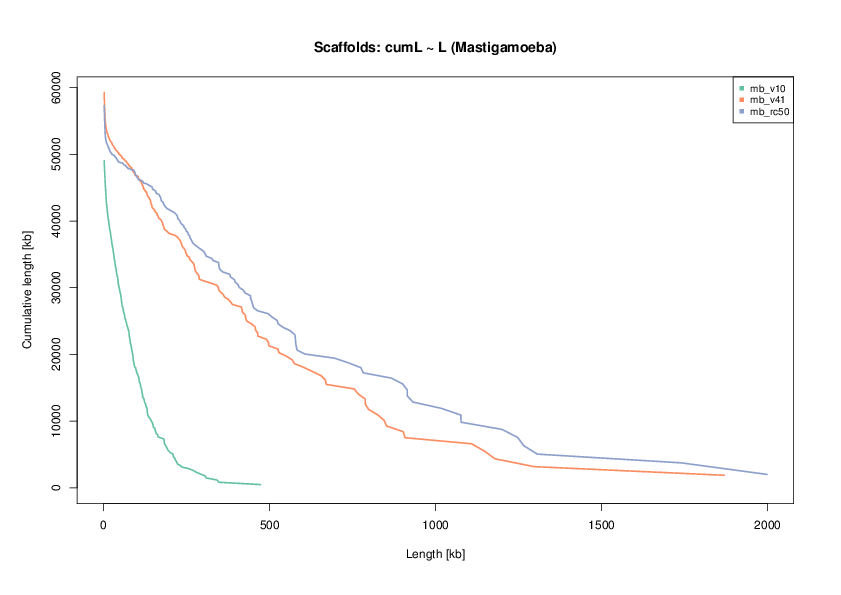 Scaffolds: cumL ~ L (Mastigamoeba)
mb_v10
mb_v41
mb_rc50
Cumulative length [kb]
60000
50000
40000
30000
20000
10000
0
0 500 1000 1500 2000
Length [kb]